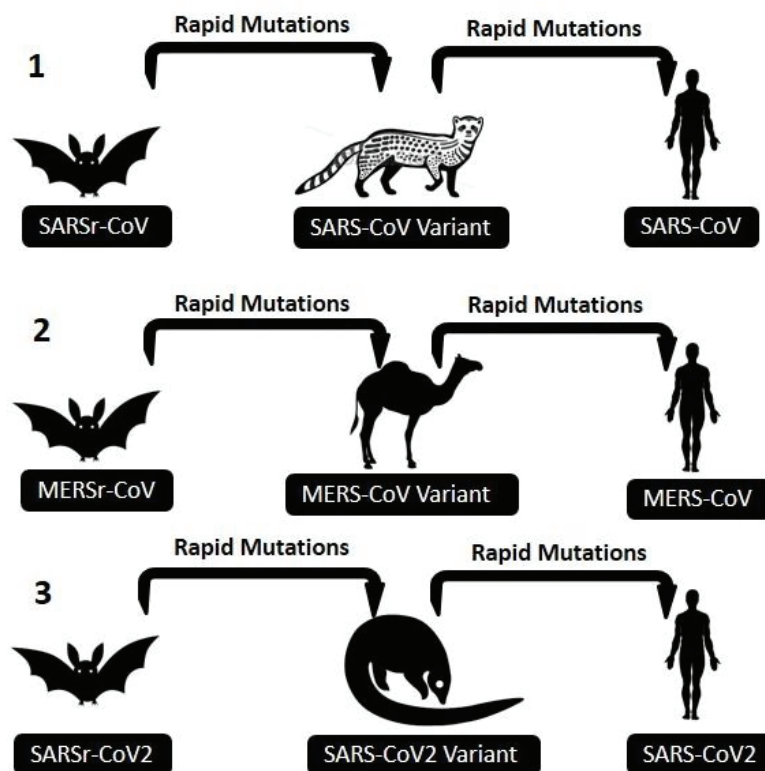 Rapid Mutations
Rapid Mutations
1
SARSr-CoV
SARS-CoV Variant
SARS-CoV
Rapid Mutations
Rapid Mutations
2
MERSr-CoV
MERS-CoV Variant
MERS-CoV
Rapid Mutations
Rapid Mutations
3
SARSr-CoV2
SARS-CoV2 Variant
SARS-CoV2